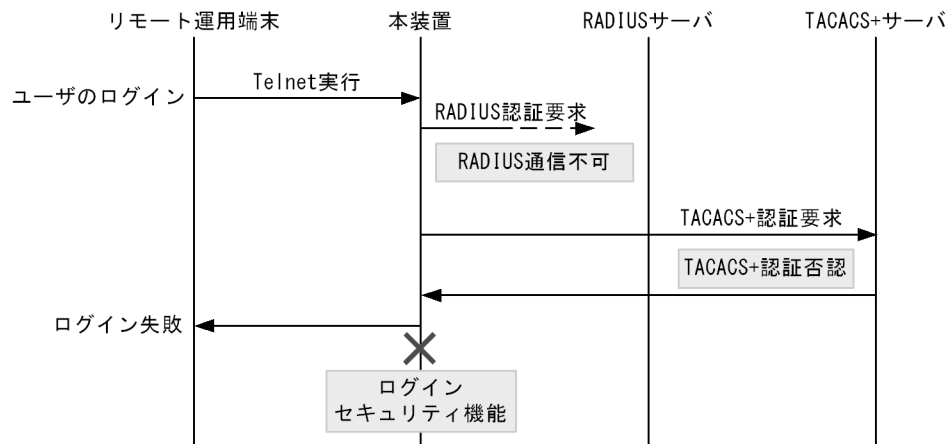 リモート運用端末
本装置
RADIUSサーバ
TACACS+サーバ
Telnet実行
ユーザのログイン
RADIUS認証要求
RADIUS通信不可
TACACS+認証要求
TACACS+認証否認
ログイン失敗
ログイン
セキュリティ機能